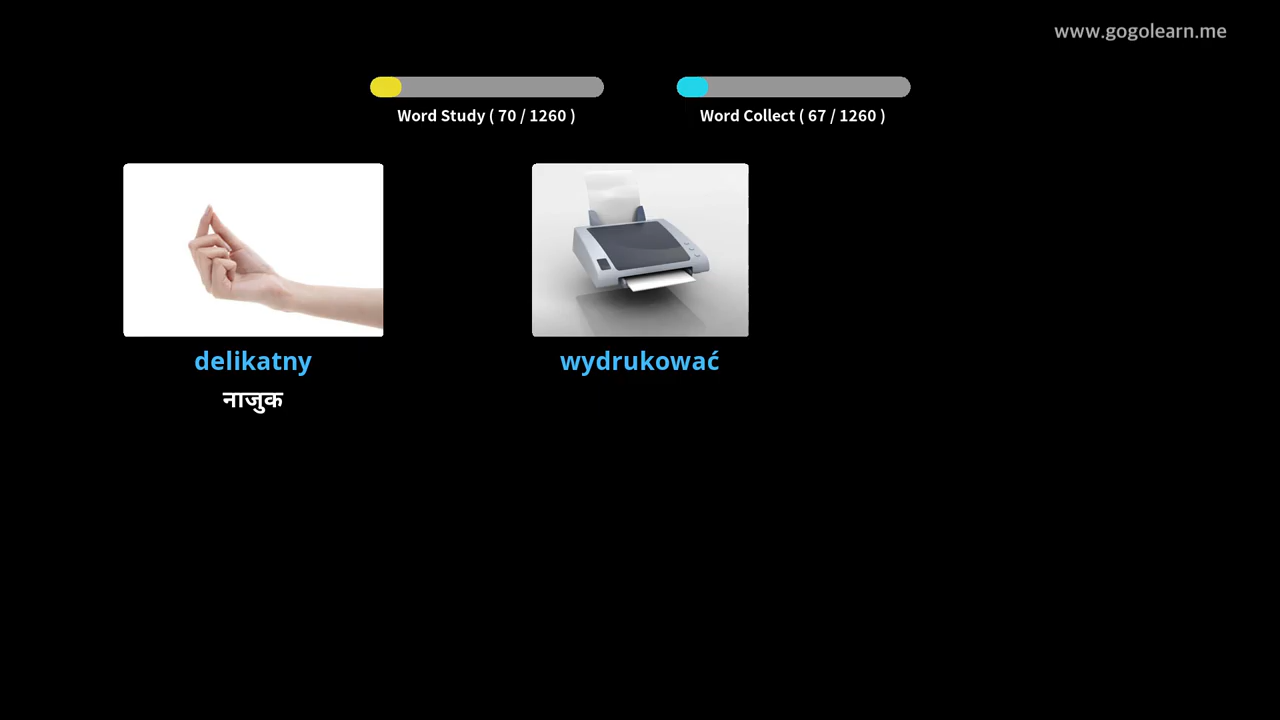 www.gogolearn.me
Word Study ( 70 / 1260 )
Word Collect ( 67 / 1260 )
delikatny
wydrukować
नाजुक